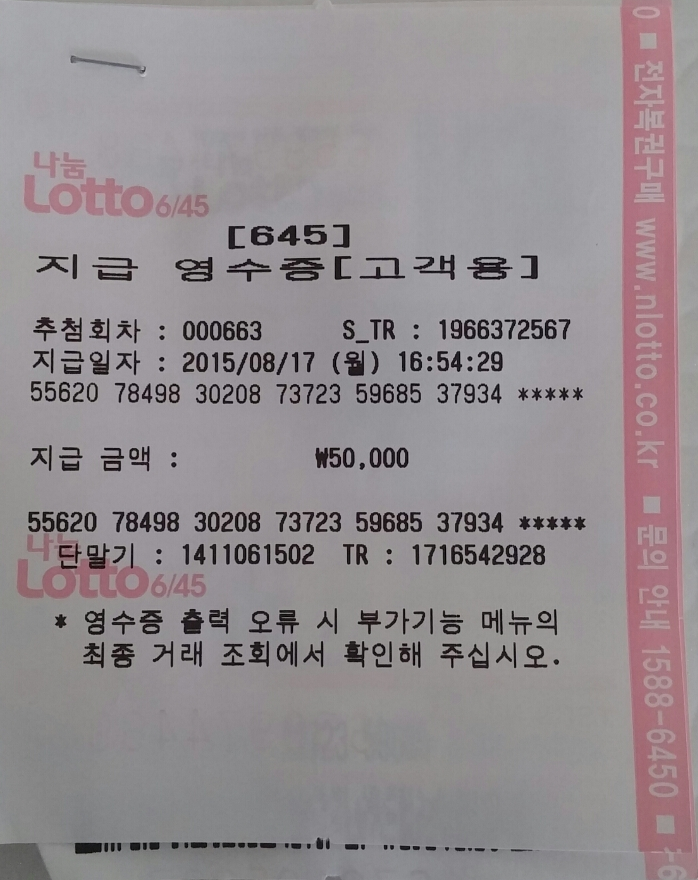 나눔
Lotto 6/45
[645]
지급 영수증[고객용]
추첨회차 : 000663 S_TR : 1966372567
지급일자 : 2015/08/17 (월) 16:54:29
55620 78498 30208 73723 59685 37934 *****
지급 금액 : ₩50,000
55620 78498 30208 73723 59685 37934 *****
나눔
Lotto 6/45
단말기 : 1411061502 TR : 1716542928
* 영수증 출력 오류 시 부가기능 메뉴의
최종 거래 조회에서 확인해 주십시오.
0 ■ 전자복권구매 www.nlotto.co.kr ■ 문의 안내 1588-6450 ■